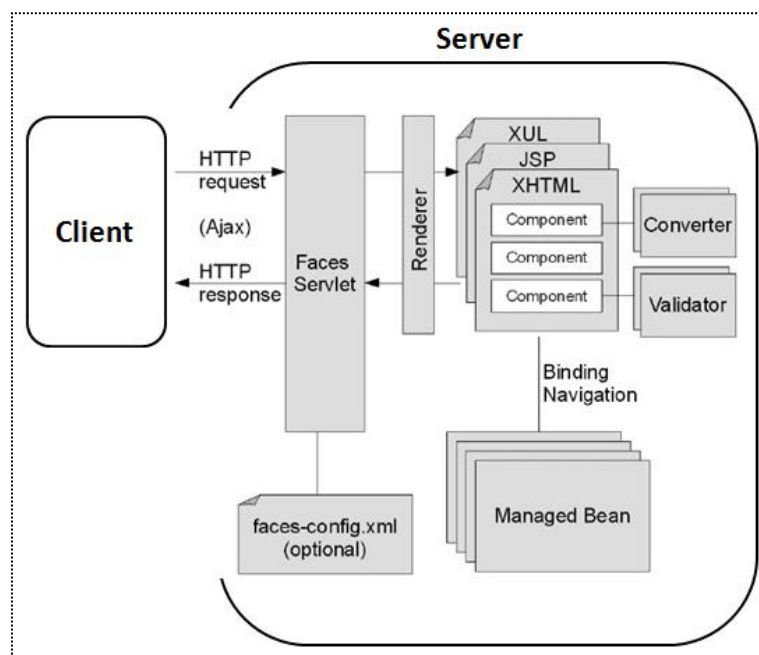 Server
Client
HTTP
request
(Ajax)
HTTP
response
Faces
Servlet
Renderer
XUL
JSP
XHTML
Component
Component
Component
Converter
Validator
Binding
Navigation
faces-config.xml
(optional)
Managed Bean